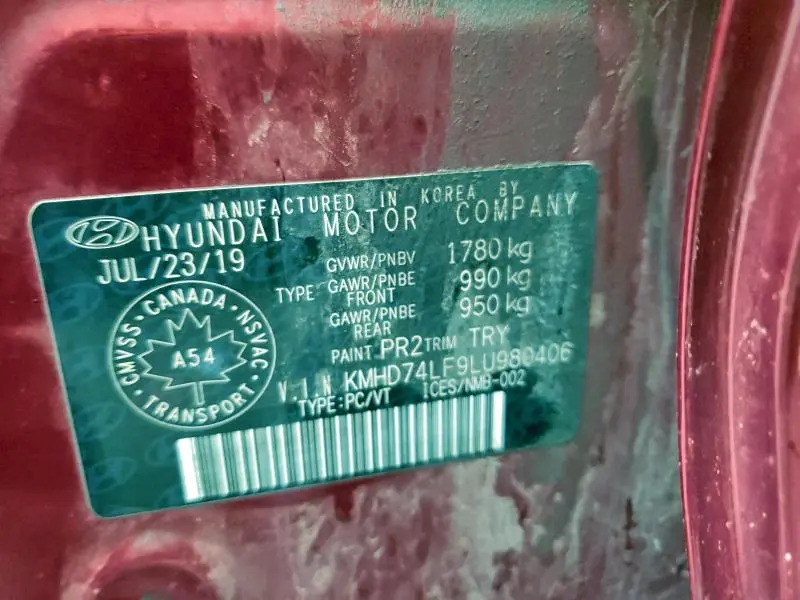 MANUFACTURED IN KOREA BY
HYUNDAI MOTOR COMPANY
JUL/23/19
GVWR/PNBV 1780 kg
TYPE GAWR/PNBE FRONT 990 kg
GAWR/PNBE REAR 950 kg
PAINT PR2 TRIM TRY
V.I.N KMHD74LF9LU980406
TYPE:PC/VT ICES/NMB-002
CMVSS · CANADA · NSVAC · TRANSPORT ·
A54